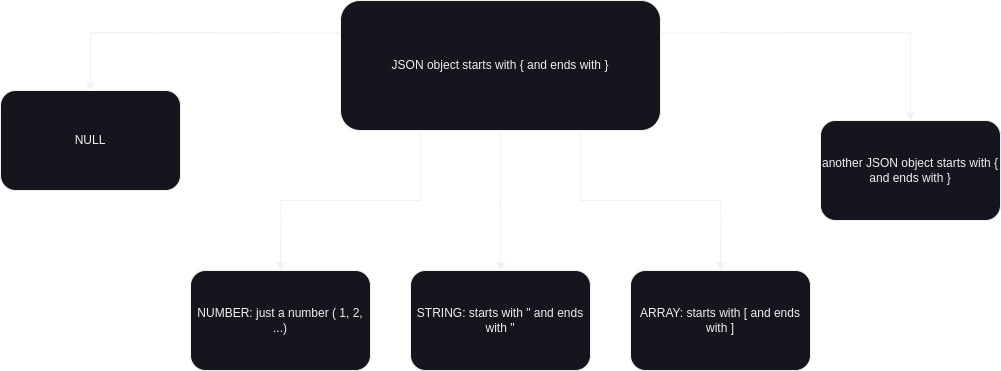 JSON object starts with { and ends with }
NULL
another JSON object starts with {
and ends with }
NUMBER: just a number ( 1, 2,
...)
STRING: starts with " and ends
with "
ARRAY: starts with [ and ends
with ]